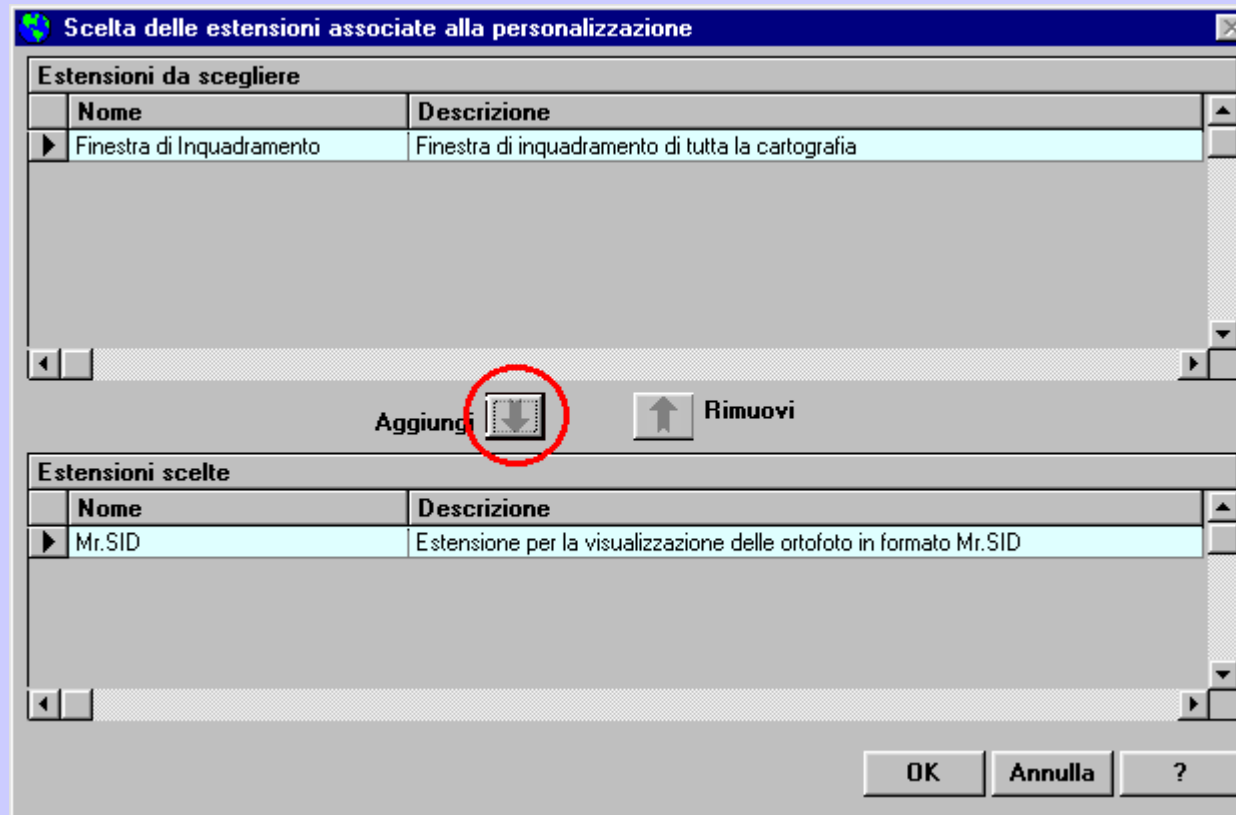 Scelta delle estensioni associate alla personalizzazione
Estensioni da scegliere
Nome Descrizione
Finestra di Inquadramento Finestra di inquadramento di tutta la cartografia
Aggiungi Rimuovi
Estensioni scelte
Nome Descrizione
Mr.SID Estensione per la visualizzazione delle ortofoto in formato Mr.SID
OK Annulla ?